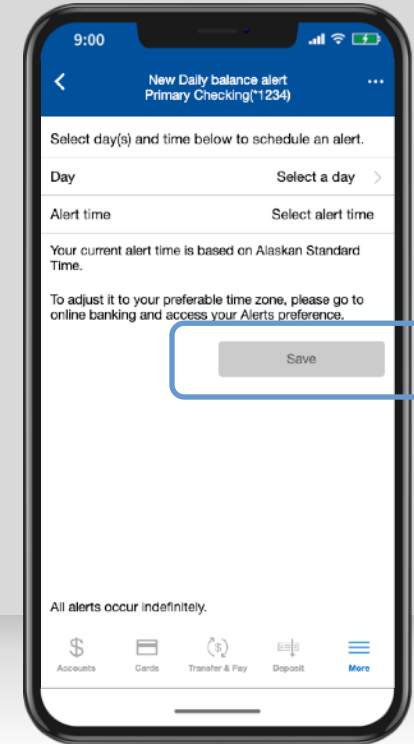 9:00
New Daily balance alert
Primary Checking(*1234)
Select day(s) and time below to schedule an alert.
Day Select a day
Alert time Select alert time
Your current alert time is based on Alaskan Standard
Time.
To adjust it to your preferable time zone, please go to
online banking and access your Alerts preference.
Save
All alerts occur indefinitely.
Accounts Cards Transfer & Pay Deposit More